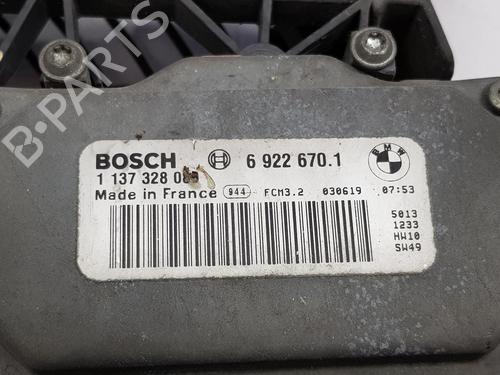 B-PARTS
BOSCH 6 922 670.1 BMW
1 137 328 0
Made in France 944 FCM3.2 030619 07:53
5013
1233
HW10
SW49